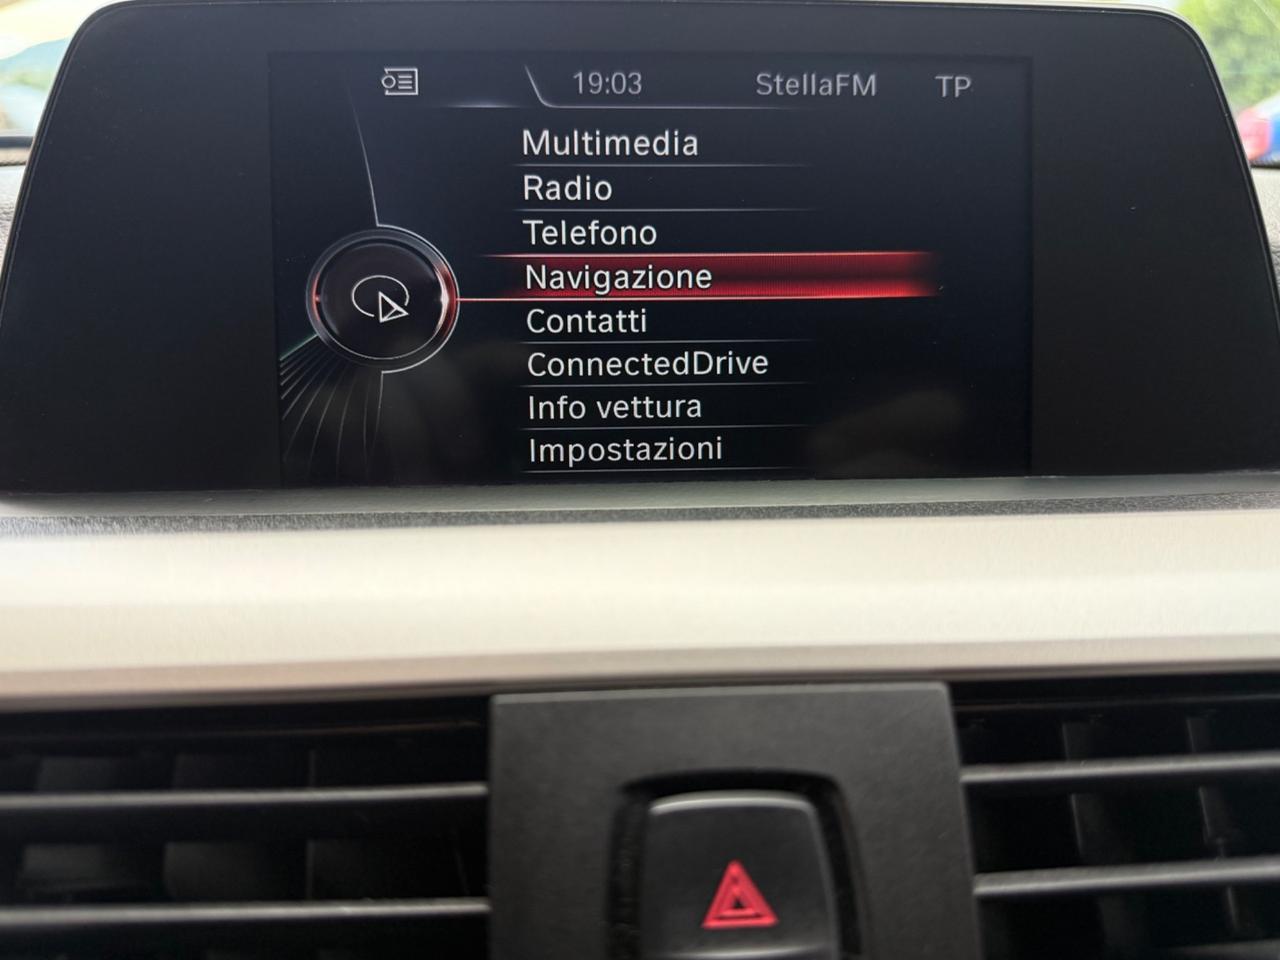 19:03 StellaFM TP
Multimedia
Radio
Telefono
Navigazione
Contatti
ConnectedDrive
Info vettura
Impostazioni